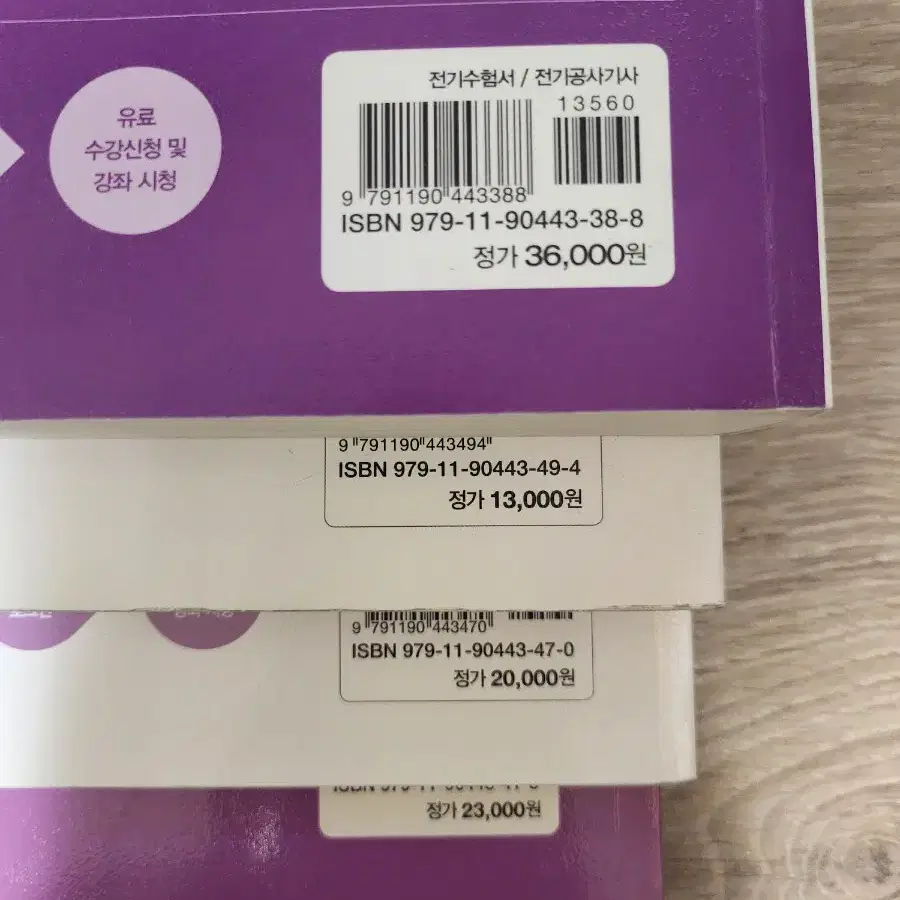 전기수험서 / 전기공사기사
13560
유료
수강신청 및
강좌 시청
9 791190 443388
ISBN 979-11-90443-38-8
정가 36,000원
9 791190 443494
ISBN 979-11-90443-49-4
정가 13,000원
9 791190 443470
ISBN 979-11-90443-47-0
정가 20,000원
ISBN
정가 23,000원